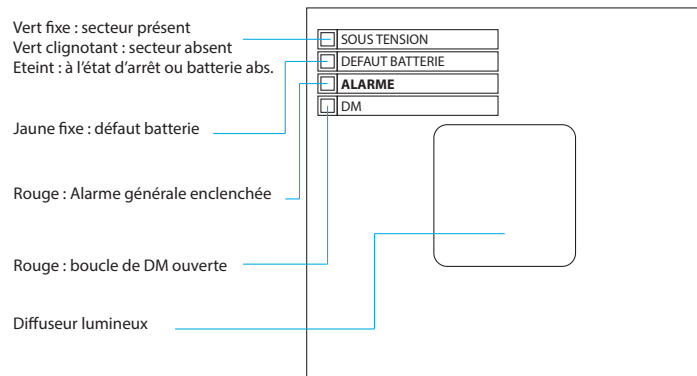 Vert fixe : secteur présent
Vert clignotant : secteur absent
Eteint : à l'état d'arrêt ou batterie abs.
Jaune fixe : défaut batterie
Rouge : Alarme générale enclenchée
Rouge : boucle de DM ouverte
Diffuseur lumineux
SOUS TENSION
DEFAUT BATTERIE
ALARME
DM